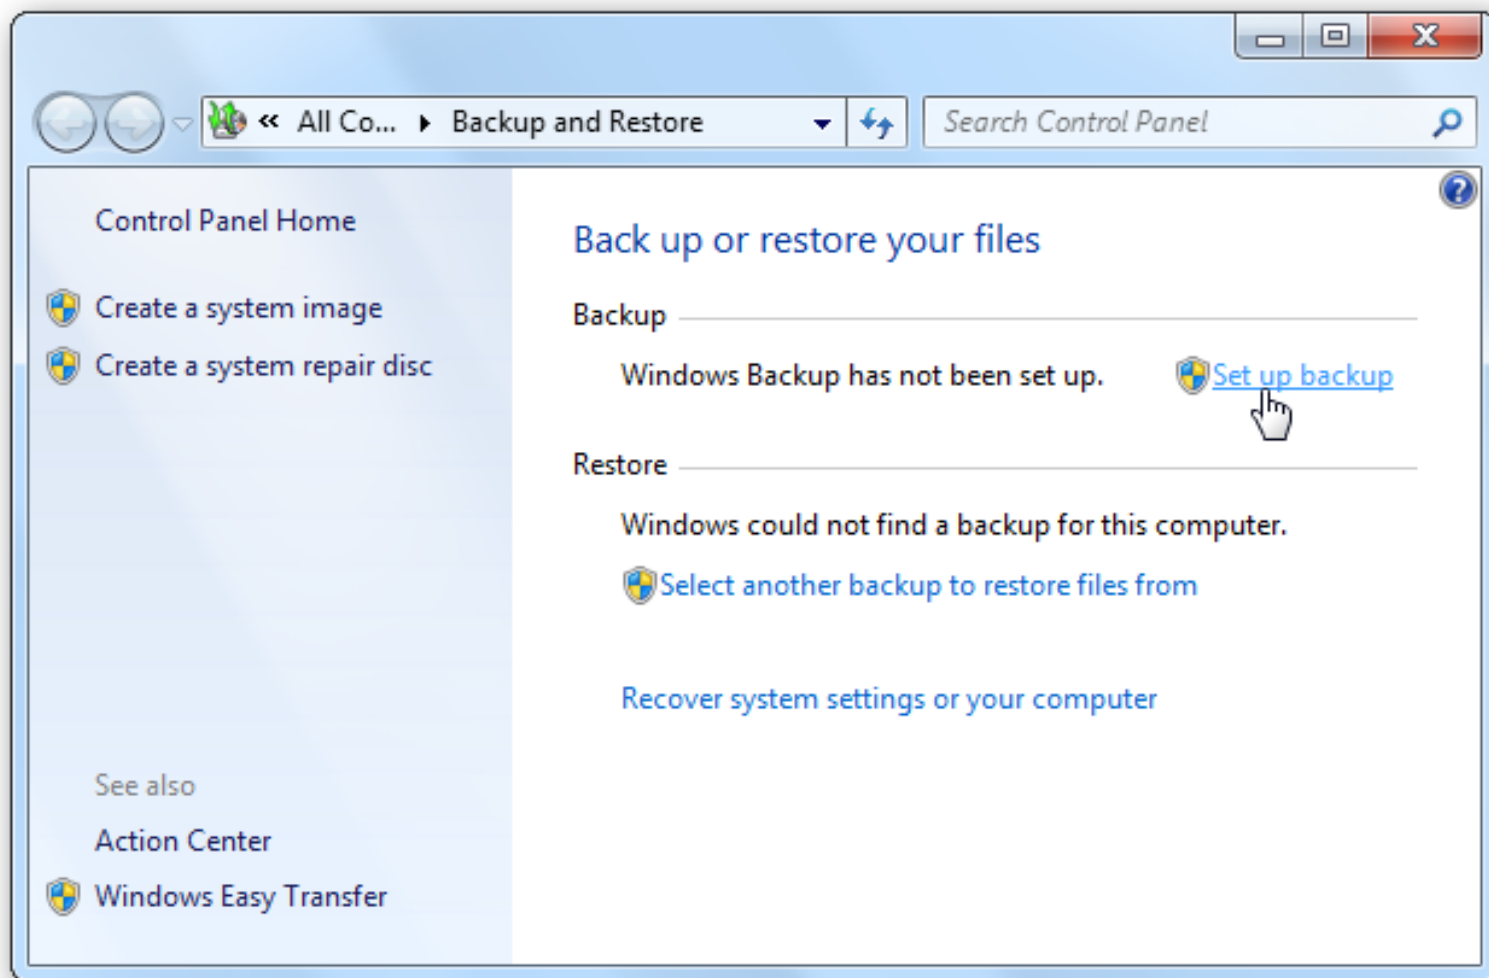 « All Co... ▸ Backup and Restore
Search Control Panel
Control Panel Home
Create a system image
Create a system repair disc
See also
Action Center
Windows Easy Transfer
Back up or restore your files
Backup
Windows Backup has not been set up. Set up backup
Restore
Windows could not find a backup for this computer.
Select another backup to restore files from
Recover system settings or your computer